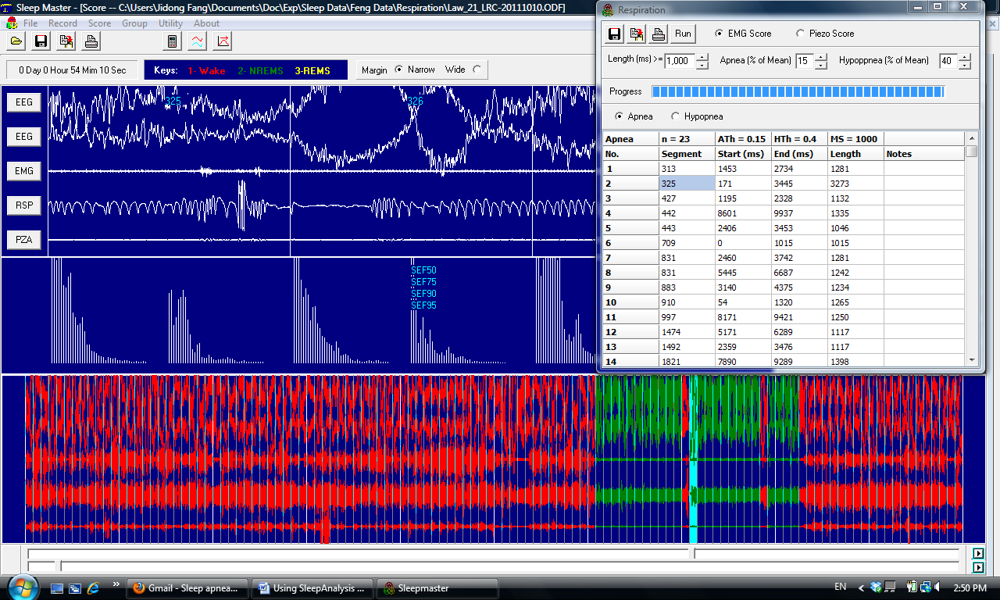 Sleep Master - [Score -- C:\Users\Jidong Fang\Documents\Doc\Exp\Sleep Data\Feng Data\Respiration\Law_21_LRC-20111010.ODF]
File Record Score Group Utility About
0 Day 0 Hour 54 Mim 10 Sec
Keys: 1- Wake 2- NREMS 3-REMS
Margin Narrow Wide
EEG
325 326
EEG
EMG
RSP
PZA
SEF50
SEF75
SEF90
SEF95
Respiration
Run EMG Score Piezo Score
Length (ms) >= 1,000 Apnea (% of Mean) 15 Hypoppnea (% of Mean) 40
Progress
Apnea Hypopnea
Apnea n = 23 ATh = 0.15 HTh = 0.4 MS = 1000
No. Segment Start (ms) End (ms) Length Notes
1 313 1453 2734 1281
2 325 171 3445 3273
3 427 1195 2328 1132
4 442 8601 9937 1335
5 443 2406 3453 1046
6 709 0 1015 1015
7 831 2460 3742 1281
8 831 5445 6687 1242
9 883 3140 4375 1234
10 910 54 1320 1265
11 997 8171 9421 1250
12 1474 5171 6289 1117
13 1492 2359 3476 1117
14 1821 7890 9289 1398
» Gmail - Sleep apnea... Using SleepAnalysis ... Sleepmaster EN < 2:50 PM